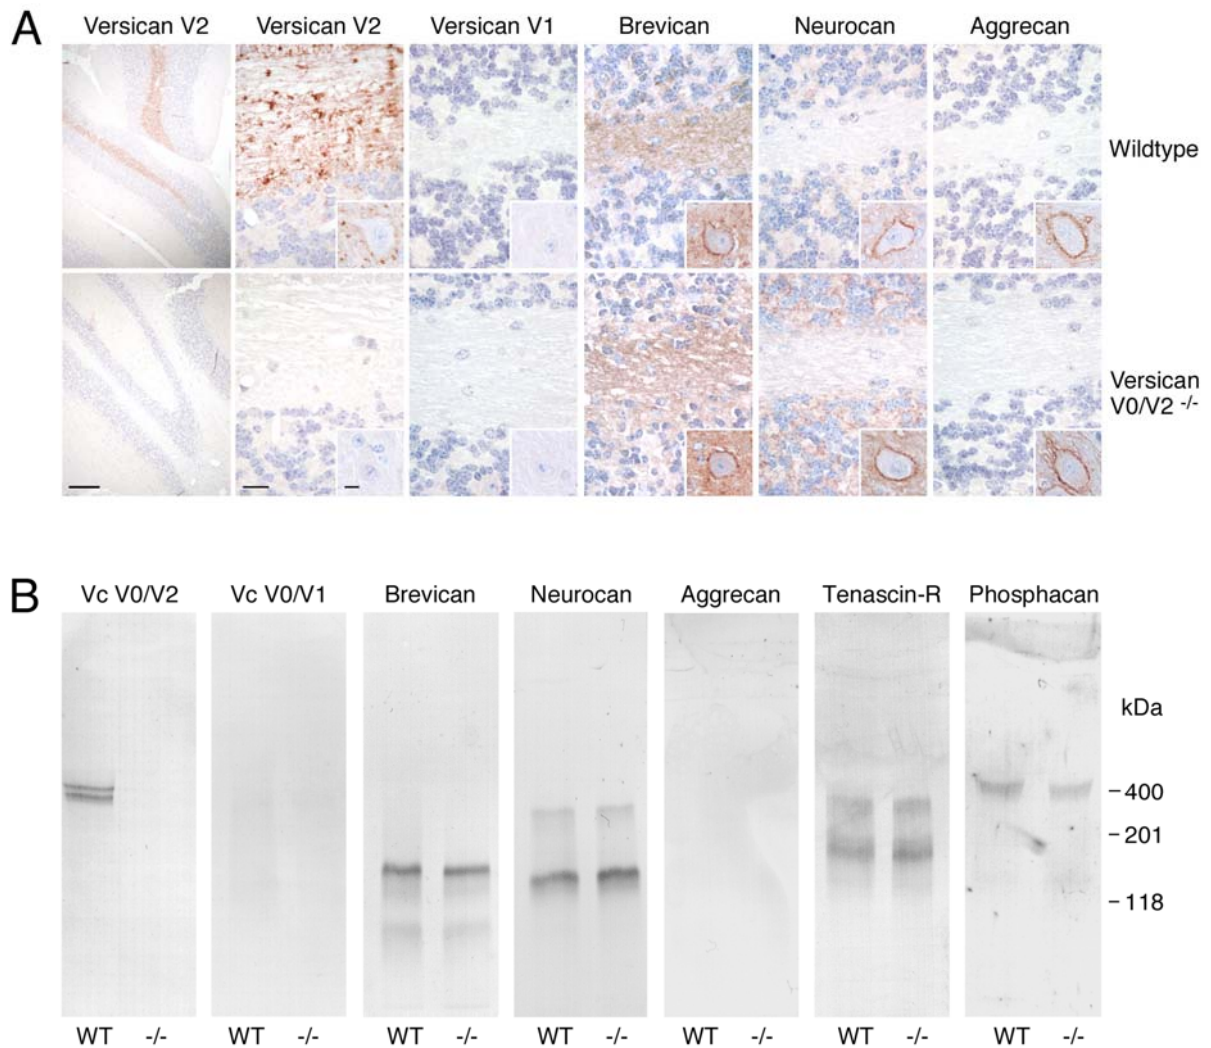 A
Versican V2 Versican V2 Versican V1 Brevican Neurocan Aggrecan
Wildtype
Versican
V0/V2 -/-
B
Vc V0/V2 Vc V0/V1 Brevican Neurocan Aggrecan Tenascin-R Phosphacan
kDa
400
201
118
WT -/- WT -/- WT -/- WT -/- WT -/- WT -/- WT -/-